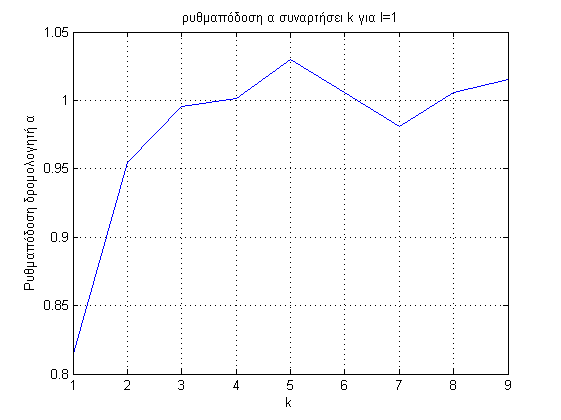 ρυθμαπόδοση α συναρτήσει k για l=1
1.05
1
0.95
0.9
0.85
0.8
Ρυθμαπόδοση δρομολογητή α
1 2 3 4 5 6 7 8 9
k